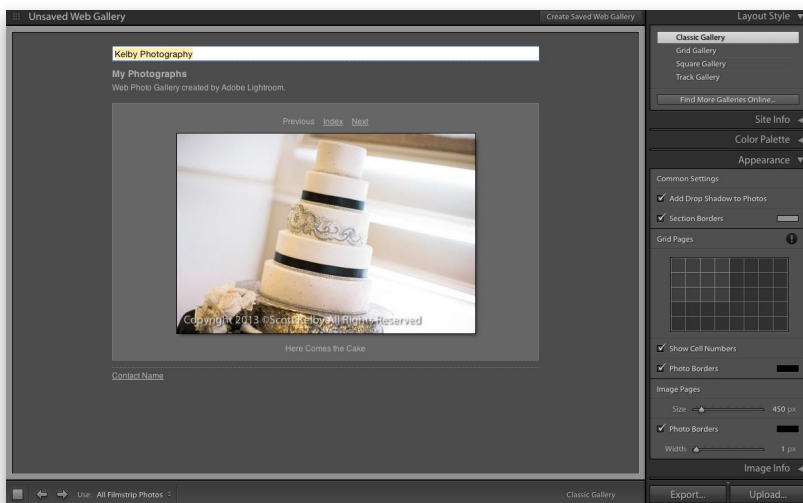 Unsaved Web Gallery
Create Saved Web Gallery
Kelby Photography
My Photographs
Web Photo Gallery created by Adobe Lightroom.
Previous Index Next
Copyright 2013 ©Scott Kelby All Rights Reserved
Here Comes the Cake
Contact Name
Use: All Filmstrip Photos
Classic Gallery
Layout Style
Classic Gallery
Grid Gallery
Square Gallery
Track Gallery
Find More Galleries Online...
Site Info
Color Palette
Appearance
Common Settings
Add Drop Shadow to Photos
Section Borders
Grid Pages
Show Cell Numbers
Photo Borders
Image Pages
Size 450 px
Photo Borders
Width 1 px
Image Info
Export... Upload...